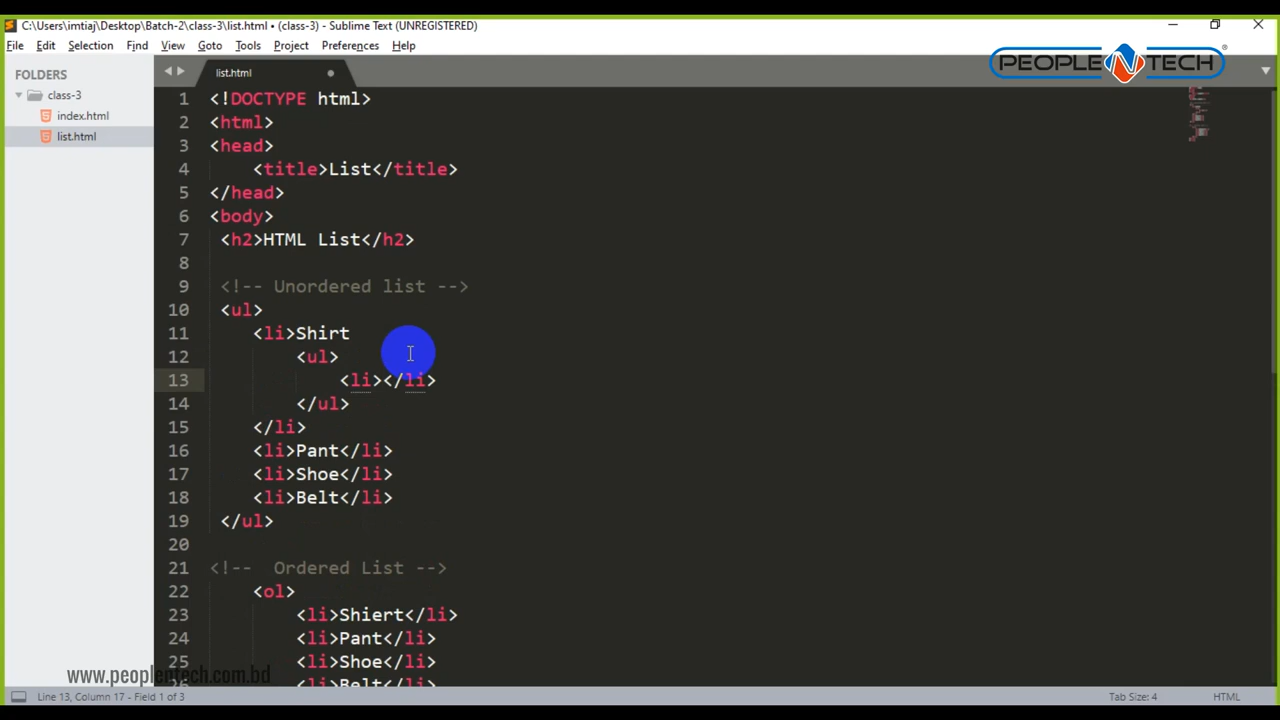 C:\Users\imtiaj\Desktop\Batch-2\class-3\list.html • (class-3) - Sublime Text (UNREGISTERED)
File Edit Selection Find View Goto Tools Project Preferences Help
PEOPLE N TECH
FOLDERS
class-3
index.html
list.html
list.html
1 <!DOCTYPE html>
2 <html>
3 <head>
4 <title>List</title>
5 </head>
6 <body>
7 <h2>HTML List</h2>
8
9 <!-- Unordered list -->
10 <ul>
11 <li>Shirt
12 <ul>
13 <li></li>
14 </ul>
15 </li>
16 <li>Pant</li>
17 <li>Shoe</li>
18 <li>Belt</li>
19 </ul>
20
21 <!--  Ordered List -->
22 <ol>
23 <li>Shiert</li>
24 <li>Pant</li>
25 <li>Shoe</li>
26 <li>Belt</li>
www.peoplentech.com.bd
Line 13, Column 17 - Field 1 of 3
Tab Size: 4
HTML